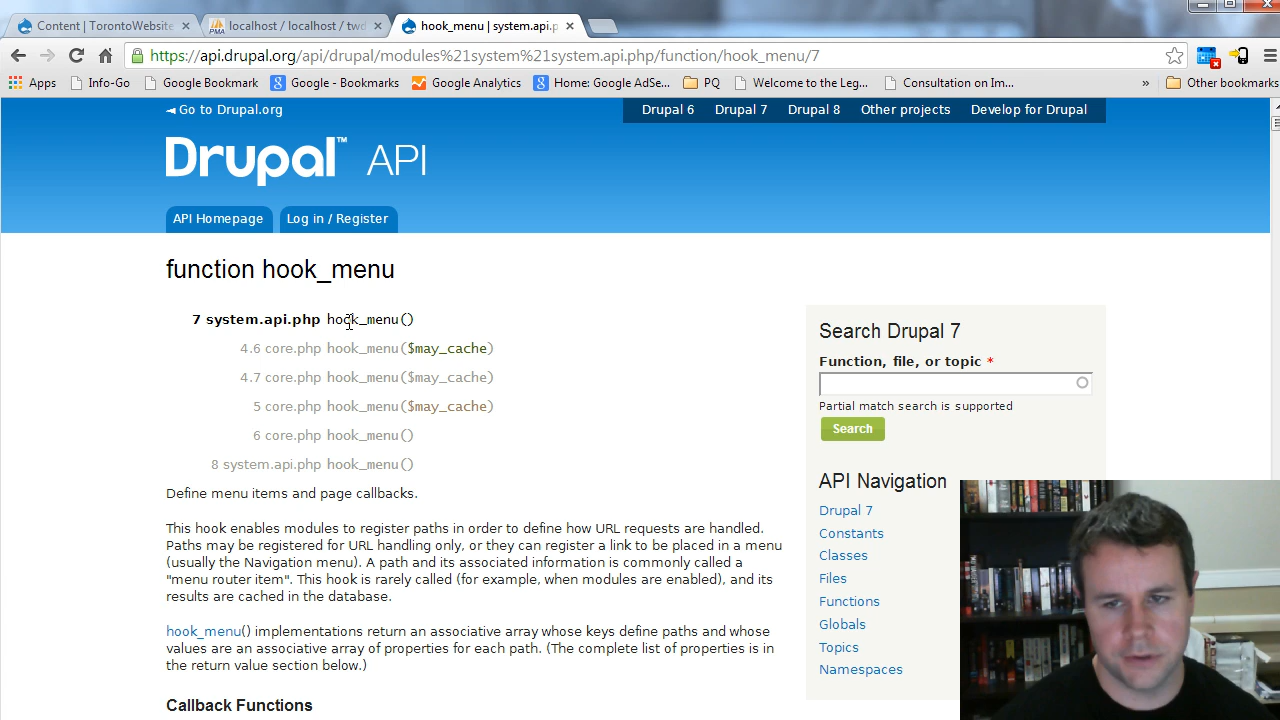 Content | TorontoWebsite
localhost / localhost / twd
hook_menu | system.api.p
https://api.drupal.org/api/drupal/modules%21system%21system.api.php/function/hook_menu/7
Apps
Info-Go
Google Bookmark
Google - Bookmarks
Google Analytics
Home: Google AdSe...
PQ
Welcome to the Leg...
Consultation on Im...
»
Other bookmarks
◄ Go to Drupal.org
Drupal 6
Drupal 7
Drupal 8
Other projects
Develop for Drupal
Drupal™ API
API Homepage
Log in / Register
function hook_menu
7 system.api.php hook_menu()
4.6 core.php hook_menu($may_cache)
4.7 core.php hook_menu($may_cache)
5 core.php hook_menu($may_cache)
6 core.php hook_menu()
8 system.api.php hook_menu()
Define menu items and page callbacks.
This hook enables modules to register paths in order to define how URL requests are handled.
Paths may be registered for URL handling only, or they can register a link to be placed in a menu
(usually the Navigation menu). A path and its associated information is commonly called a
"menu router item". This hook is rarely called (for example, when modules are enabled), and its
results are cached in the database.
hook_menu() implementations return an associative array whose keys define paths and whose
values are an associative array of properties for each path. (The complete list of properties is in
the return value section below.)
Callback Functions
Search Drupal 7
Function, file, or topic *
Partial match search is supported
Search
API Navigation
Drupal 7
Constants
Classes
Files
Functions
Globals
Topics
Namespaces